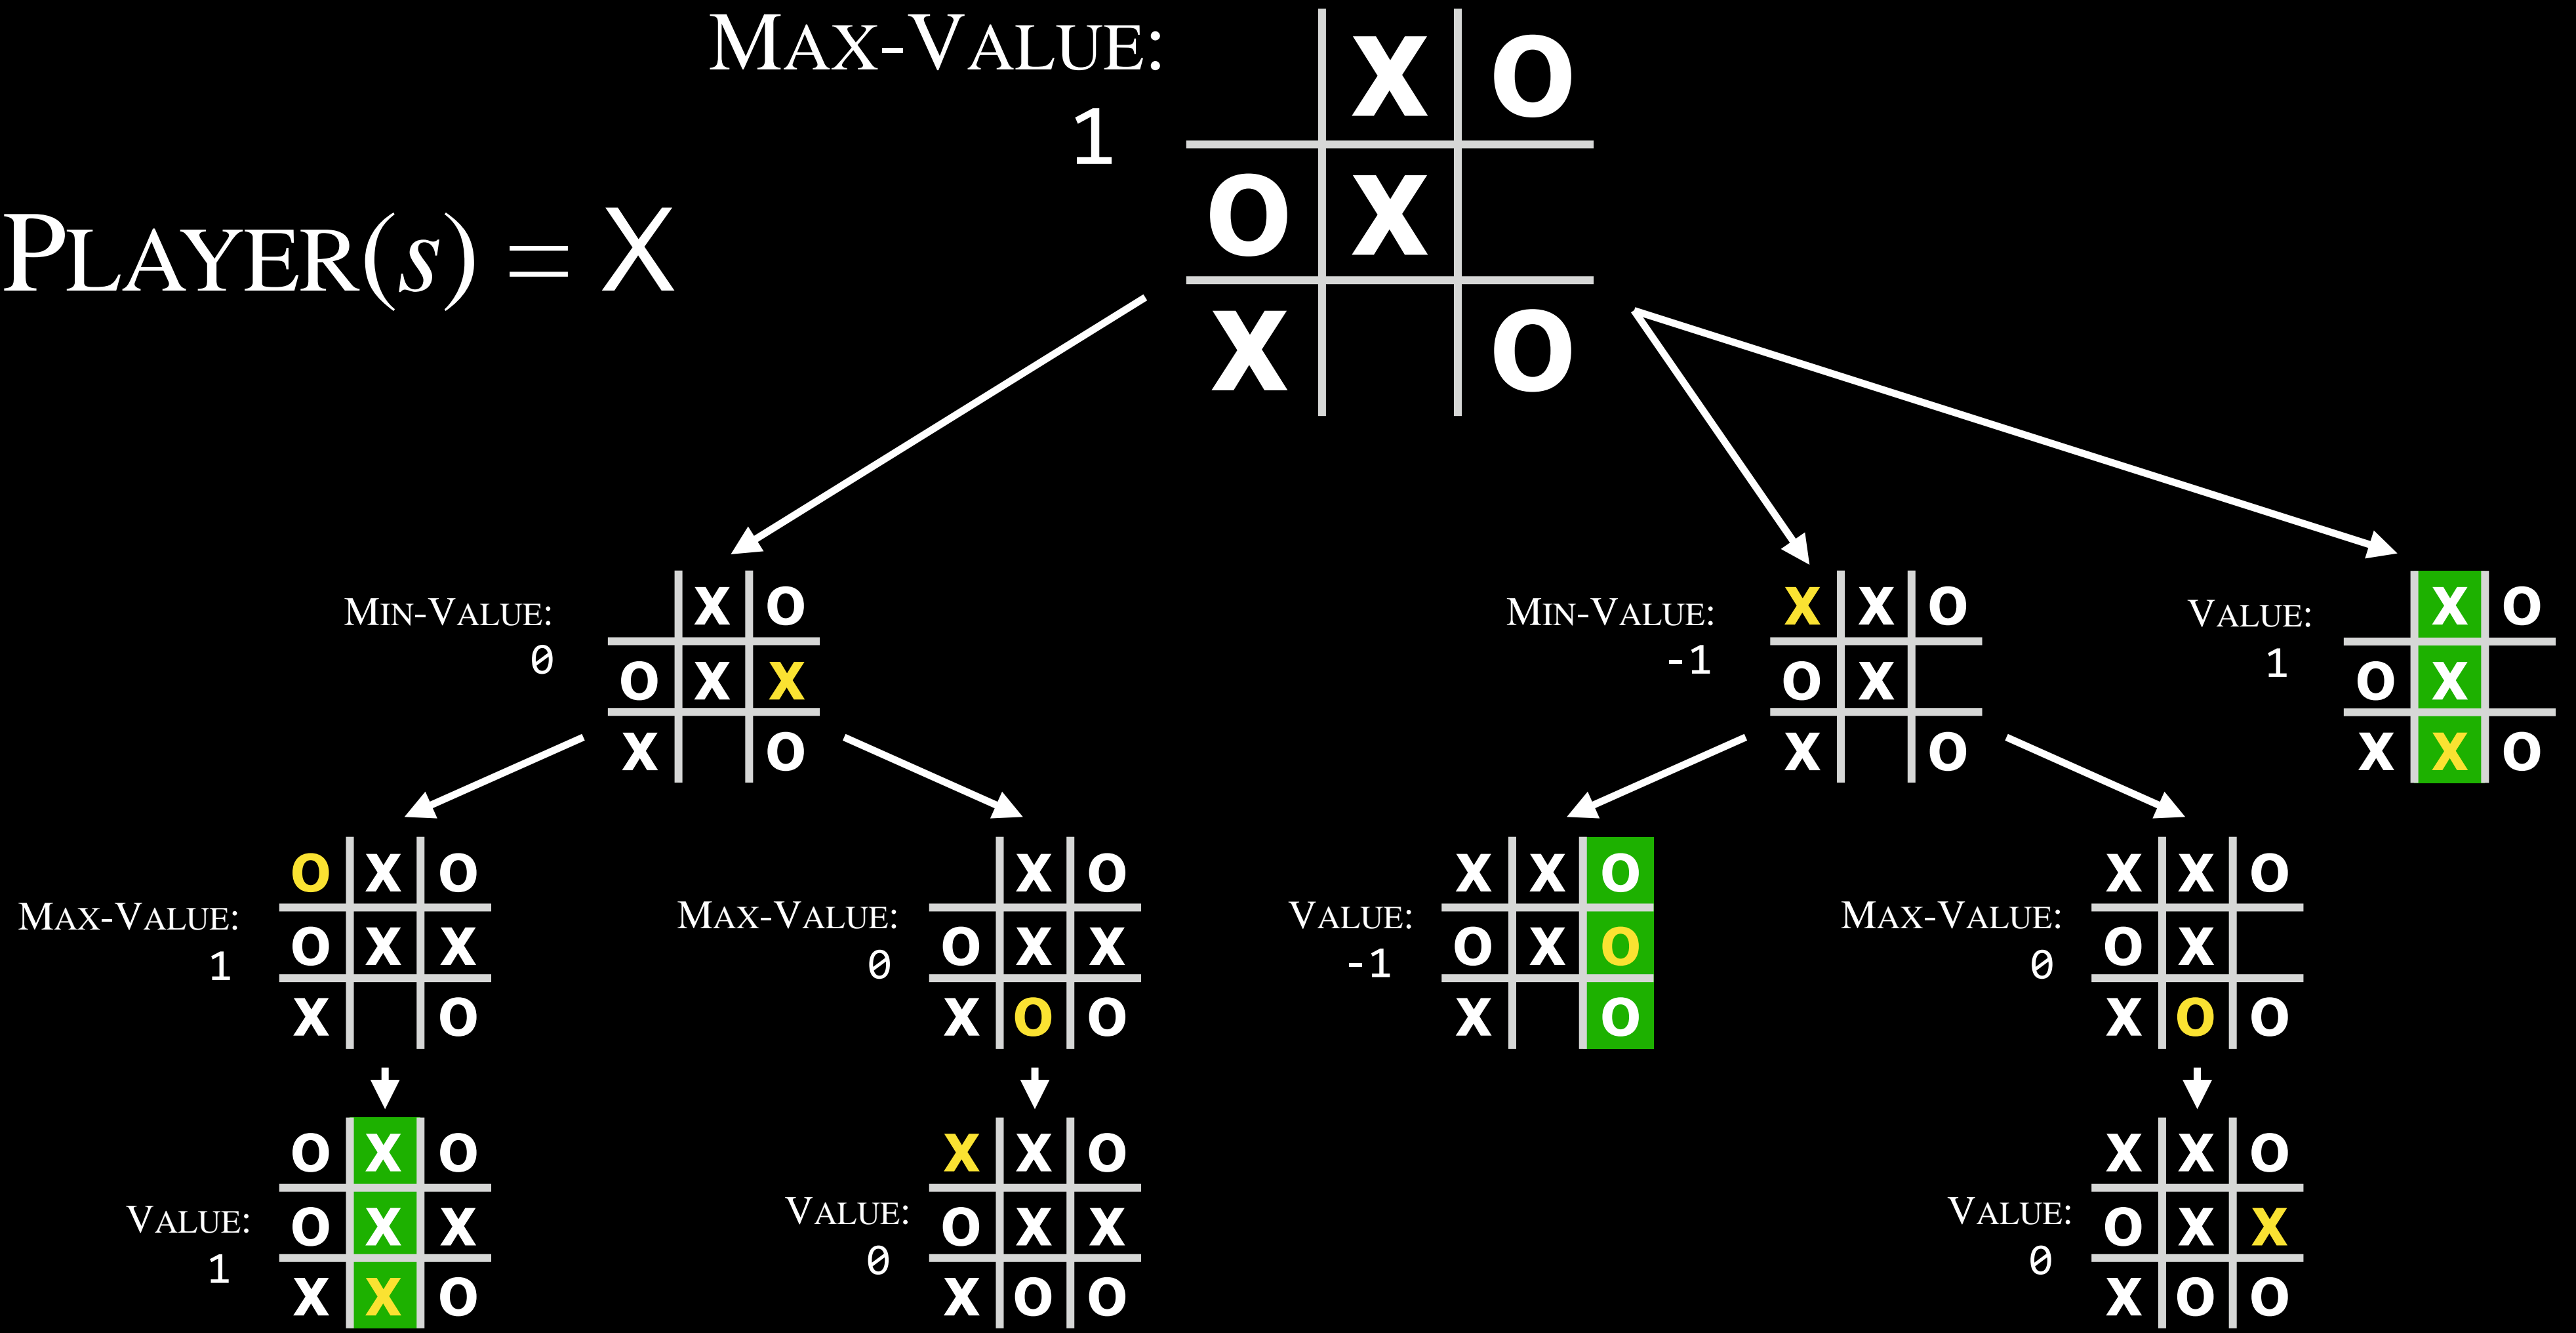 MAX-VALUE:
1
X O
O X
X O
PLAYER(s) = X
MIN-VALUE:
0
X O
O X X
X O
MIN-VALUE:
-1
X X O
O X
X O
VALUE:
1
X O
O X
X X O
MAX-VALUE:
1
O X O
O X X
X O
MAX-VALUE:
0
X O
O X X
X O O
VALUE:
-1
X X O
O X O
X O
MAX-VALUE:
0
X X O
O X
X O O
VALUE:
1
O X O
O X X
X X O
VALUE:
0
X X O
O X X
X O O
VALUE:
0
X X O
O X X
X O O